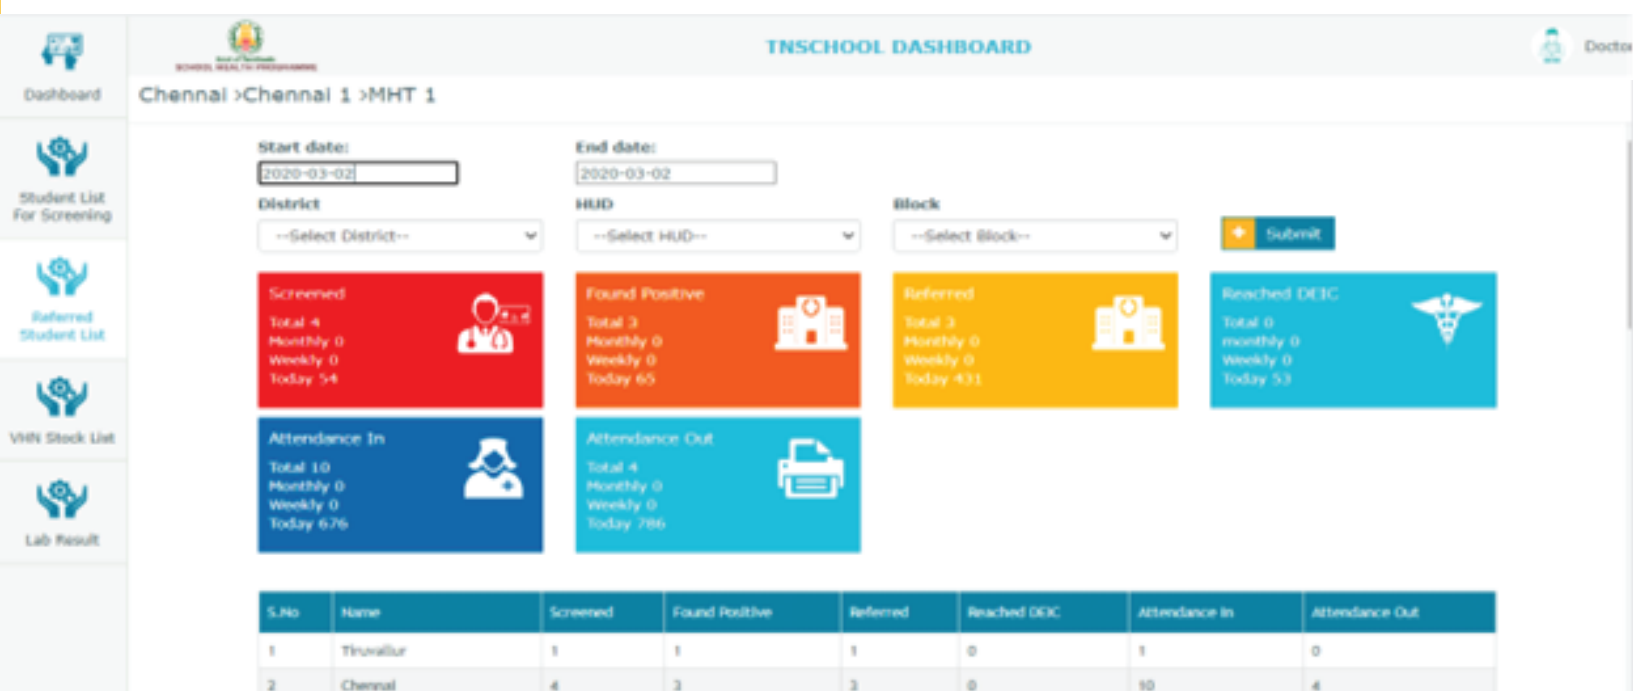 TNSCHOOL DASHBOARD
SCHOOL HEALTH PROGRAMME
Dashboard
Chennai >Chennai 1 >MHT 1
Student List
For Screening
Referred
Student List
VHN Stock List
Lab Result
Start date:
End date:
2020-03-02
2020-03-02
District
HUD
Block
--Select District--
--Select HUD--
--Select Block--
Submit
Screened
Total 4
Monthly 0
Weekly 0
Today 54
Found Positive
Total 3
Monthly 0
Weekly 0
Today 65
Referred
Total 3
Monthly 0
Weekly 0
Today 431
Reached DEIC
Total 0
monthly 0
Weekly 0
Today 53
Attendance In
Total 10
Monthly 0
Weekly 0
Today 676
Attendance Out
Total 4
Monthly 0
Weekly 0
Today 786
S.No Name Screened Found Positive Referred Reached DEIC Attendance In Attendance Out
1 Tiruvallur 1 1 1 0 1 0
2 Chennai 4 3 3 0 10 4